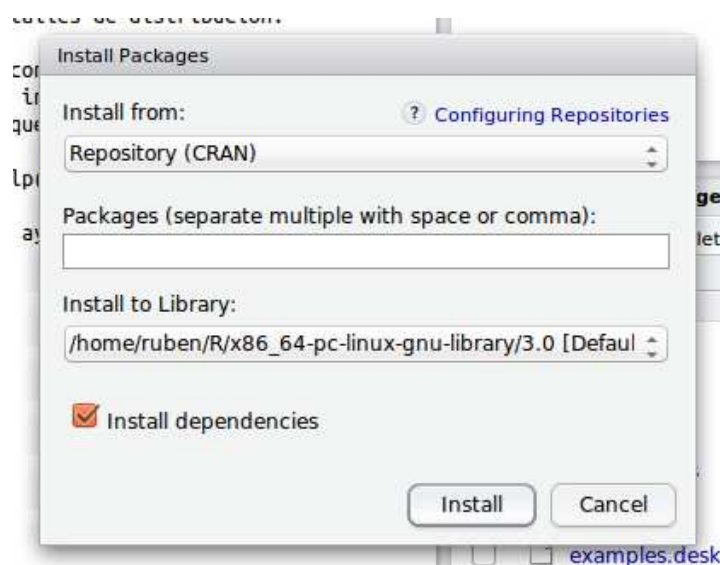 Install Packages
Install from:
? Configuring Repositories
Repository (CRAN)
Packages (separate multiple with space or comma):
Install to Library:
/home/ruben/R/x86_64-pc-linux-gnu-library/3.0 [Defaul
Install dependencies
Install
Cancel
examples.desk